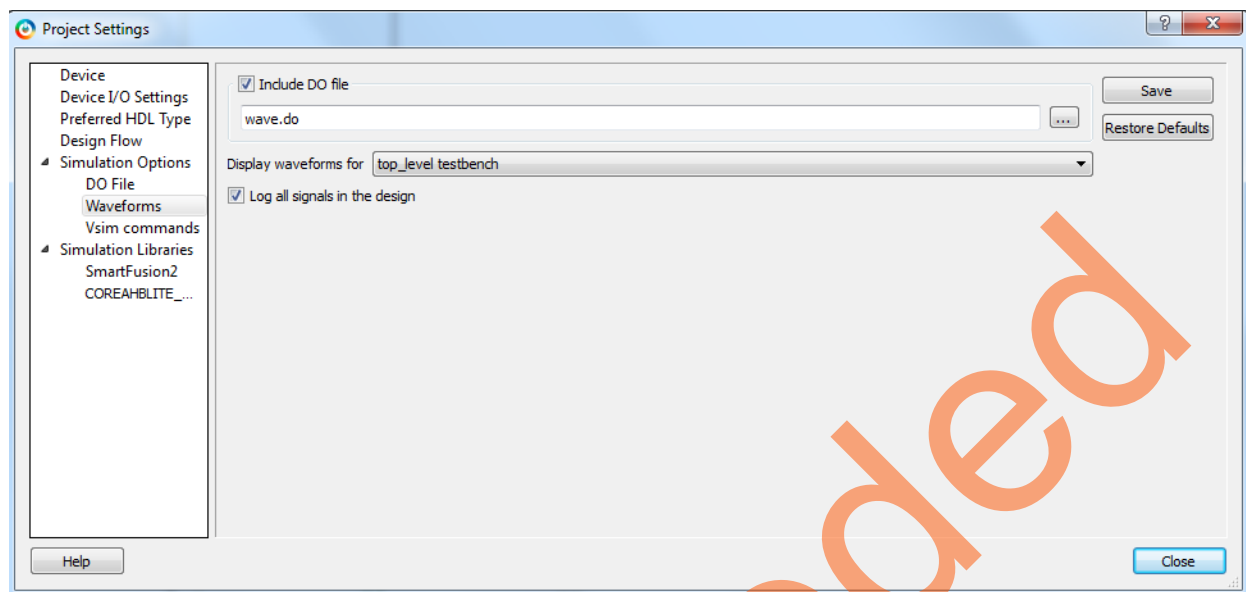 Project Settings
Device
Device I/O Settings
Preferred HDL Type
Design Flow
Simulation Options
DO File
Waveforms
Vsim commands
Simulation Libraries
SmartFusion2
COREAHBLITE_...
Include DO file
wave.do
...
Display waveforms for top_level testbench
Log all signals in the design
Save
Restore Defaults
Help
Close
ded